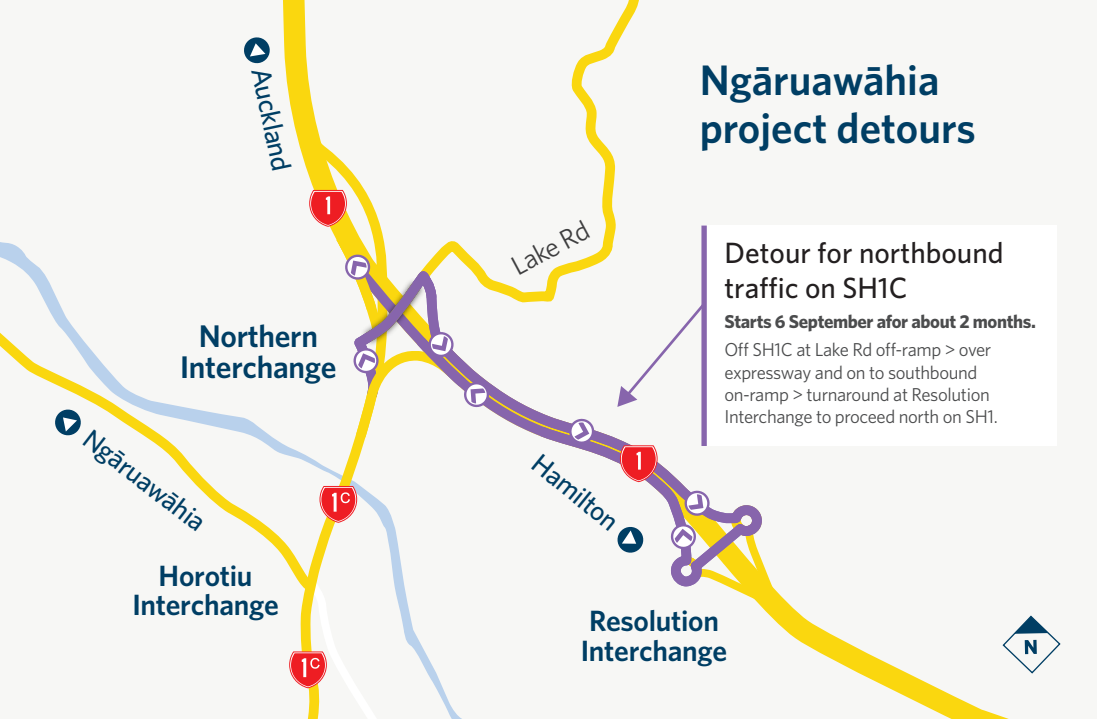 Ngāruawāhia
project detours
Auckland
1
Lake Rd
Detour for northbound
traffic on SH1C
Starts 6 September afor about 2 months.
Off SH1C at Lake Rd off-ramp > over
expressway and on to southbound
on-ramp > turnaround at Resolution
Interchange to proceed north on SH1.
Northern
Interchange
Ngāruawāhia
Hamilton
1
1C
Horotiu
Interchange
Resolution
Interchange
1C
N